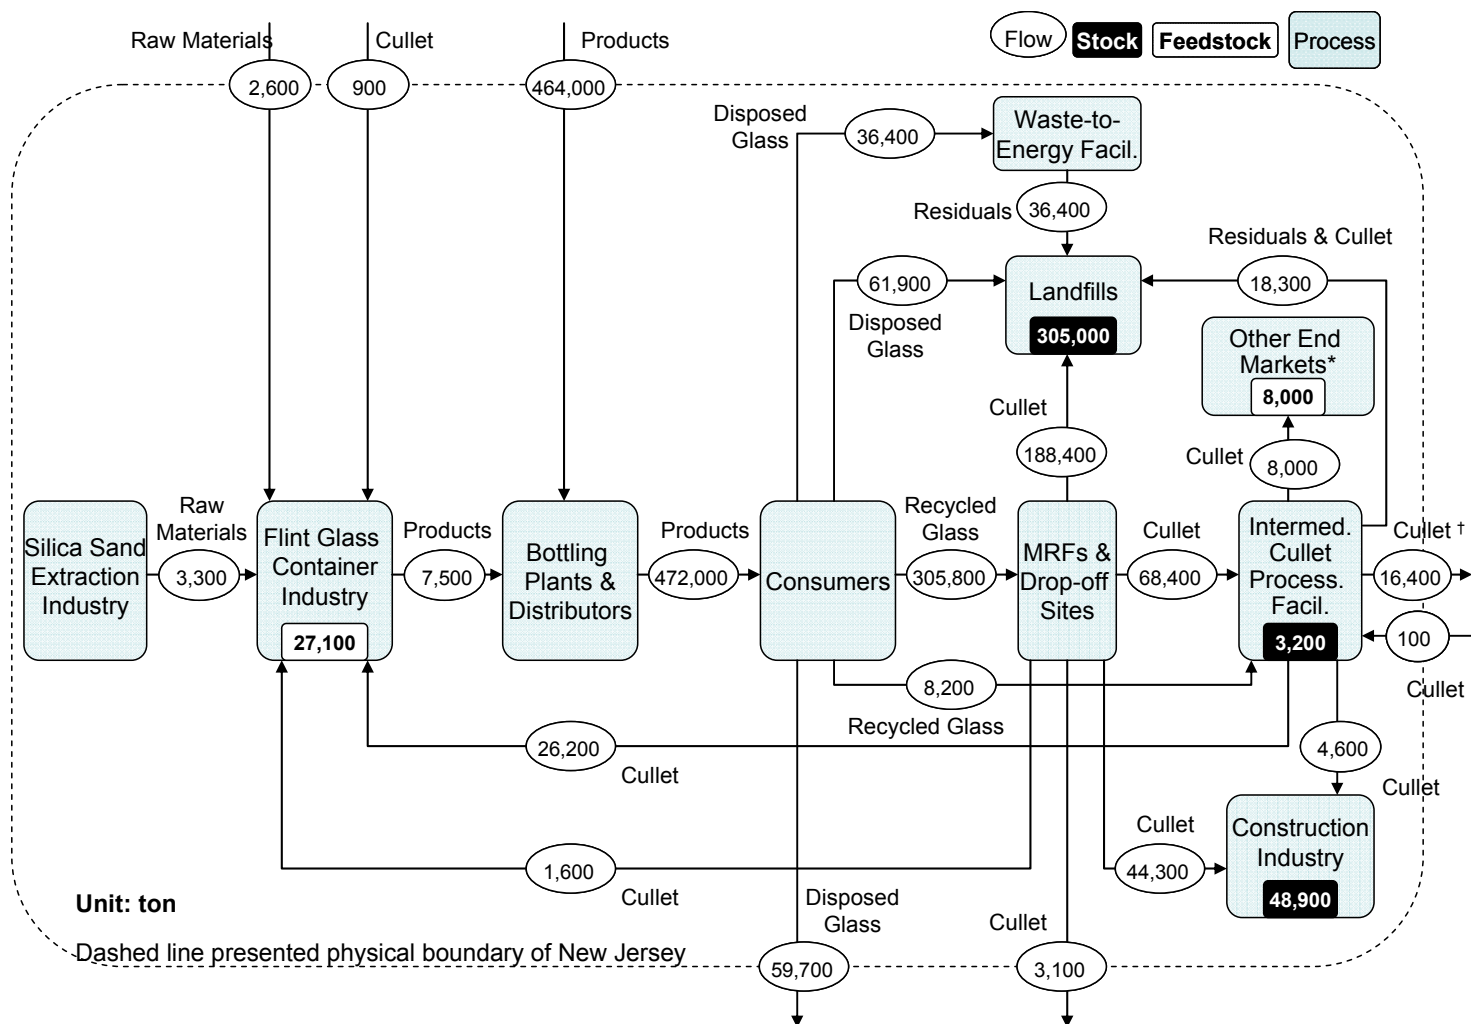 Raw Materials
Cullet
Products
Flow
Stock
Feedstock
Process
2,600
900
464,000
Disposed
Glass
36,400
Waste-to-
Energy Facil.
Residuals
36,400
Residuals & Cullet
61,900
Disposed
Glass
Landfills
305,000
18,300
Other End
Markets*
8,000
Cullet
188,400
Cullet
8,000
Silica Sand
Extraction
Industry
Raw
Materials
3,300
Flint Glass
Container
Industry
27,100
Products
7,500
Bottling
Plants &
Distributors
Products
472,000
Consumers
Recycled
Glass
305,800
MRFs &
Drop-off
Sites
Cullet
68,400
Intermed.
Cullet
Process.
Facil.
3,200
Cullet †
16,400
100
Cullet
8,200
Recycled Glass
26,200
Cullet
4,600
Cullet
1,600
Cullet
Cullet
44,300
Construction
Industry
48,900
Unit: ton
Dashed line presented physical boundary of New Jersey
Disposed
Glass
59,700
Cullet
3,100